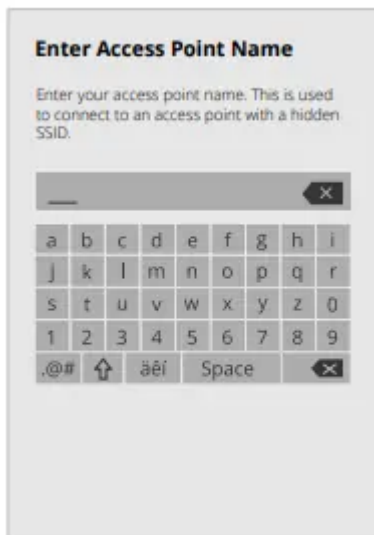 Enter Access Point Name
Enter your access point name. This is used
to connect to an access point with a hidden
SSID.
a b c d e f g h i
j k l m n o p q r
s t u v w x y z 0
1 2 3 4 5 6 7 8 9
.@# äêí Space